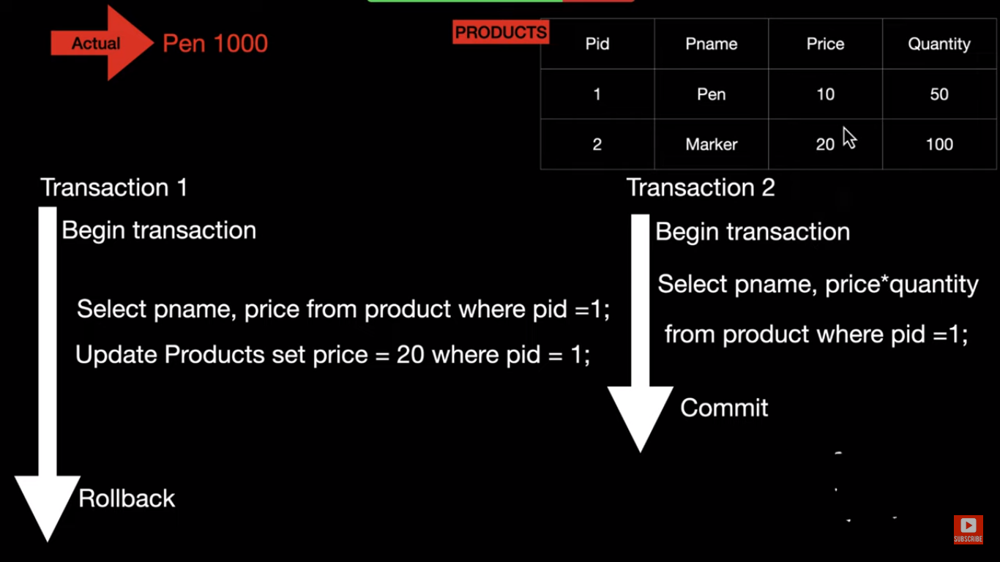 Actual
Pen 1000
PRODUCTS
Pid Pname Price Quantity
1 Pen 10 50
2 Marker 20 100
Transaction 1
Begin transaction
Select pname, price from product where pid =1;
Update Products set price = 20 where pid = 1;
Rollback
Transaction 2
Begin transaction
Select pname, price*quantity
from product where pid =1;
Commit
SUBSCRIBE